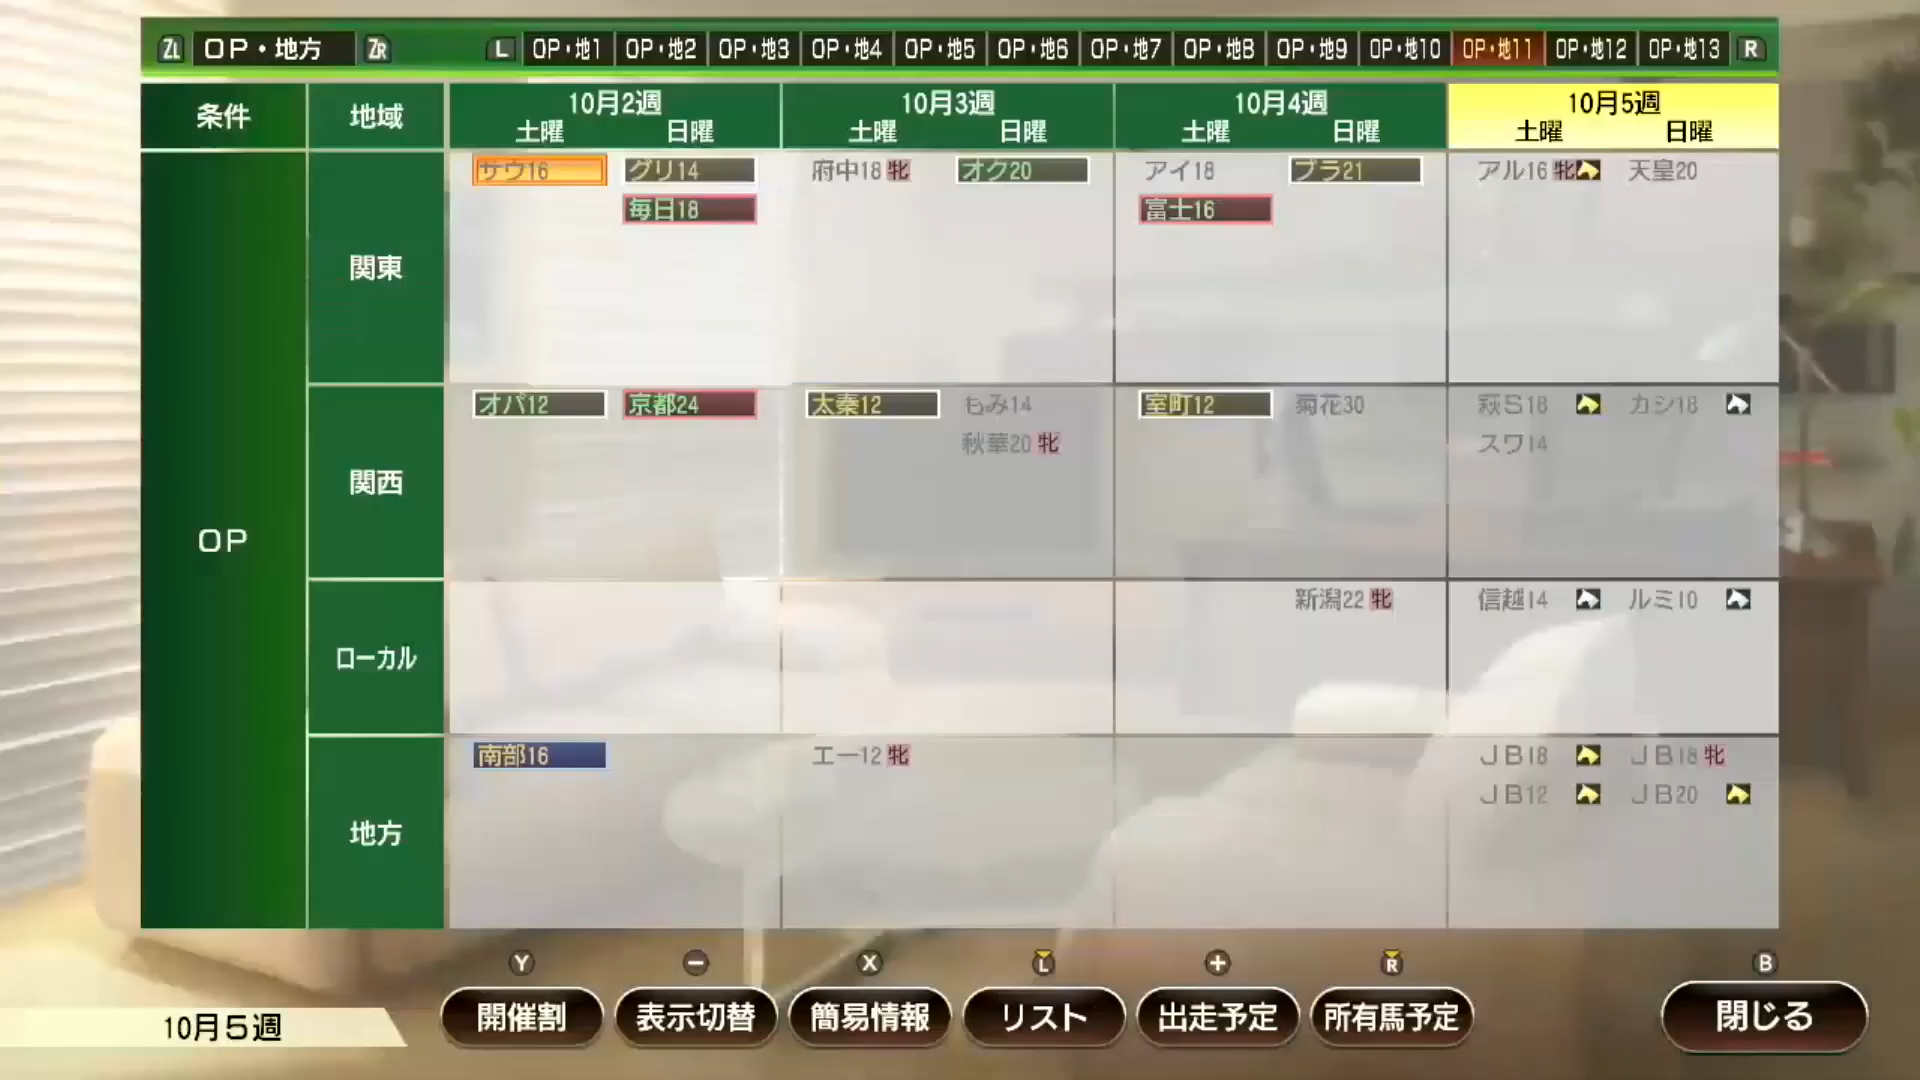 ZL OP・地方 ZR L OP・地1 OP・地2 OP・地3 OP・地4 OP・地5 OP・地6 OP・地7 OP・地8 OP・地9 OP・地10 OP・地11 OP・地12 OP・地13 R
条件 地域 10月2週 10月3週 10月4週 10月5週
土曜 日曜 土曜 日曜 土曜 日曜 土曜 日曜
OP
関東
サウ16 グリ14 府中18 牝 オク20 アイ18 ブラ21 アル16 牝 天皇20
毎日18 富士16
関西
オパ12 京都24 太秦12 もみ14 室町12 菊花30 萩S18 カシ18
秋華20 牝 スワ14
ローカル
新潟22 牝 信越14 ルミ10
地方
南部16 エー12 牝 JB18 JB18 牝
JB12 JB20
Y － X L ＋ R B
開催割 表示切替 簡易情報 リスト 出走予定 所有馬予定 閉じる
10月5週